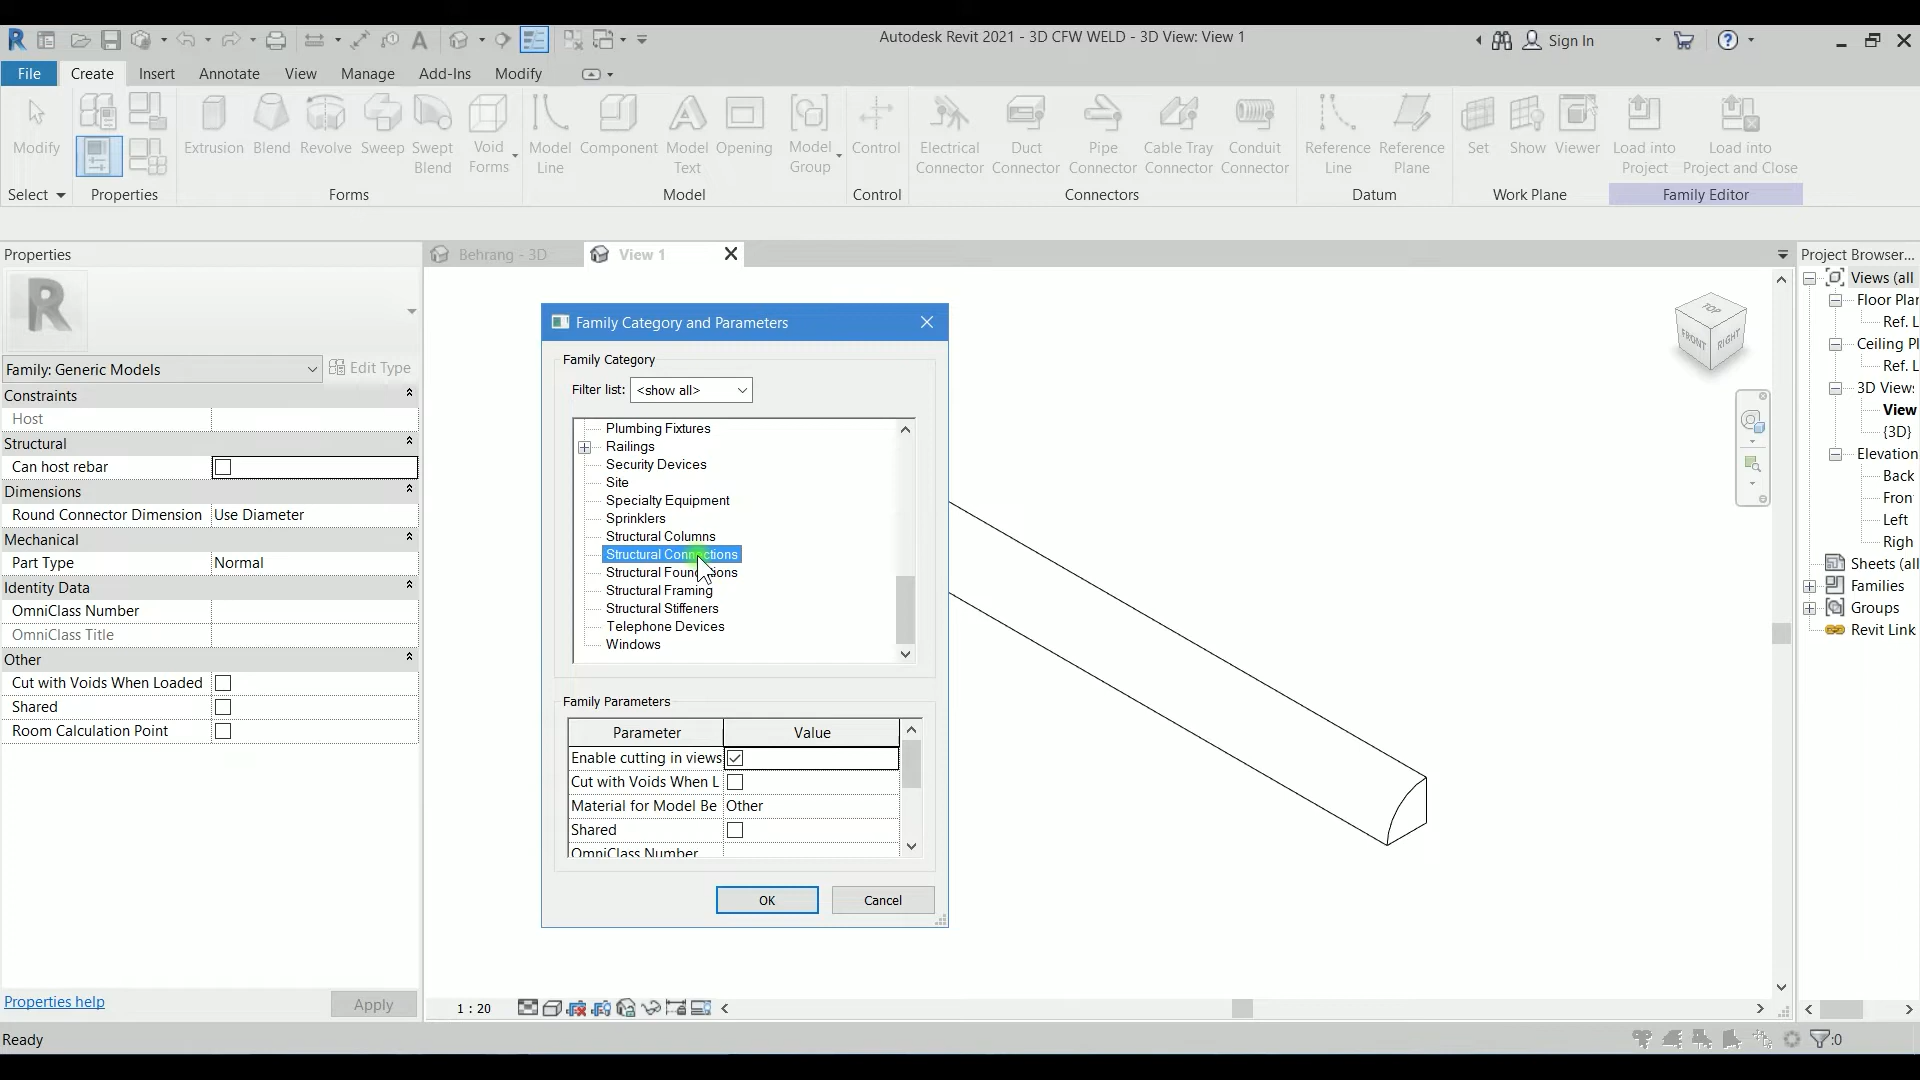 Autodesk Revit 2021 - 3D CFW WELD - 3D View: View 1
Sign In
File
Create
Insert
Annotate
View
Manage
Add-Ins
Modify
Modify
Extrusion
Blend
Revolve
Sweep
Swept Blend
Void Forms
Model Line
Component
Model Text
Opening
Model Group
Control
Electrical Connector
Duct Connector
Pipe Connector
Cable Tray Connector
Conduit Connector
Reference Line
Reference Plane
Set
Show
Viewer
Load into Project
Load into Project and Close
Select
Properties
Forms
Model
Control
Connectors
Datum
Work Plane
Family Editor
Properties
R
Family: Generic Models
Edit Type
Constraints
Host
Structural
Can host rebar
Dimensions
Round Connector Dimension Use Diameter
Mechanical
Part Type Normal
Identity Data
OmniClass Number
OmniClass Title
Other
Cut with Voids When Loaded
Shared
Room Calculation Point
Properties help
Apply
Behrang - 3D
View 1
Family Category and Parameters
Family Category
Filter list: <show all>
Plumbing Fixtures
Railings
Security Devices
Site
Specialty Equipment
Sprinklers
Structural Columns
Structural Connections
Structural Foundations
Structural Framing
Structural Stiffeners
Telephone Devices
Windows
Family Parameters
Parameter Value
Enable cutting in views
Cut with Voids When L
Material for Model Be Other
Shared
OmniClass Number
OK
Cancel
TOP
FRONT
RIGHT
Project Browser...
Views (all
Floor Plar
Ref. L
Ceiling Pl
Ref. L
3D Views
View
{3D}
Elevation
Back
Fron
Left
Righ
Sheets (all
Families
Groups
Revit Link
1 : 20
Ready
:0